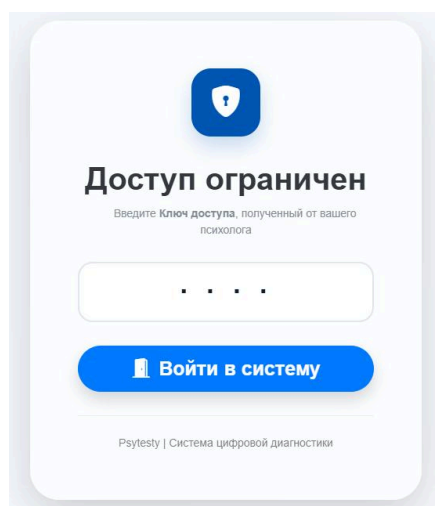 Доступ ограничен
Введите Ключ доступа, полученный от вашего
психолога
. . . .
Войти в систему
Psytesty | Система цифровой диагностики